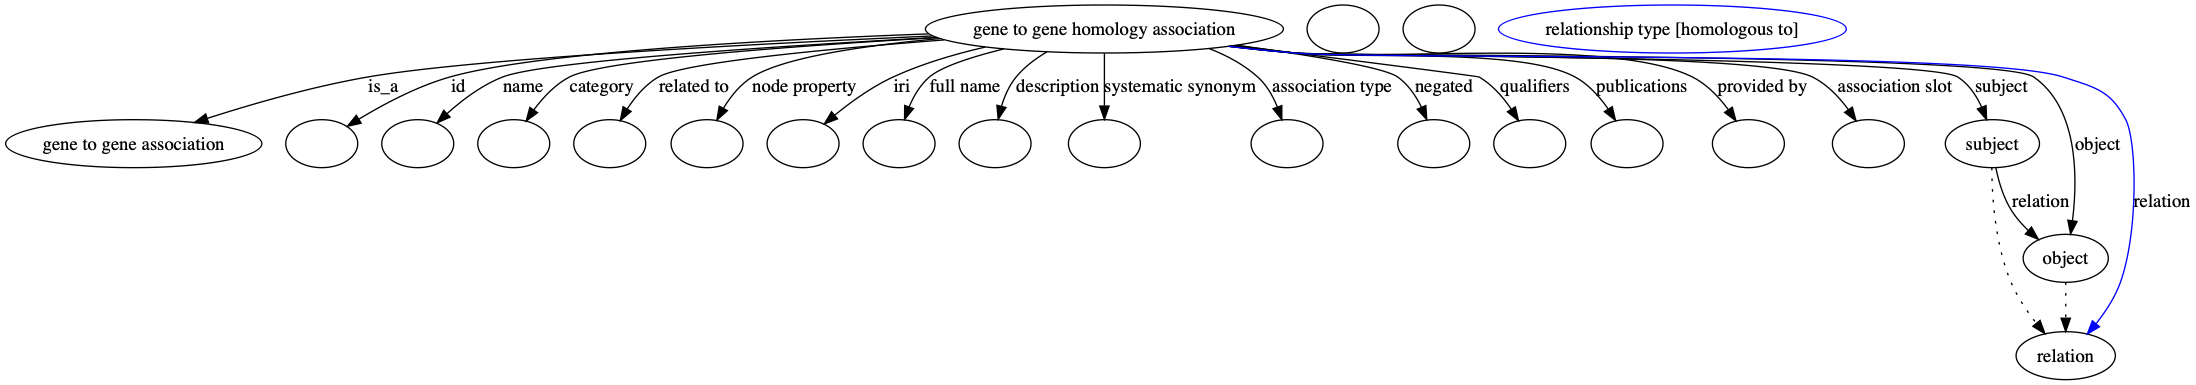 gene to gene homology association
relationship type [homologous to]
is_a
id
name
category
related to
node property
iri
full name
description
systematic synonym
association type
negated
qualifiers
publications
provided by
association slot
subject
gene to gene association
subject
object
relation
relation
object
relation